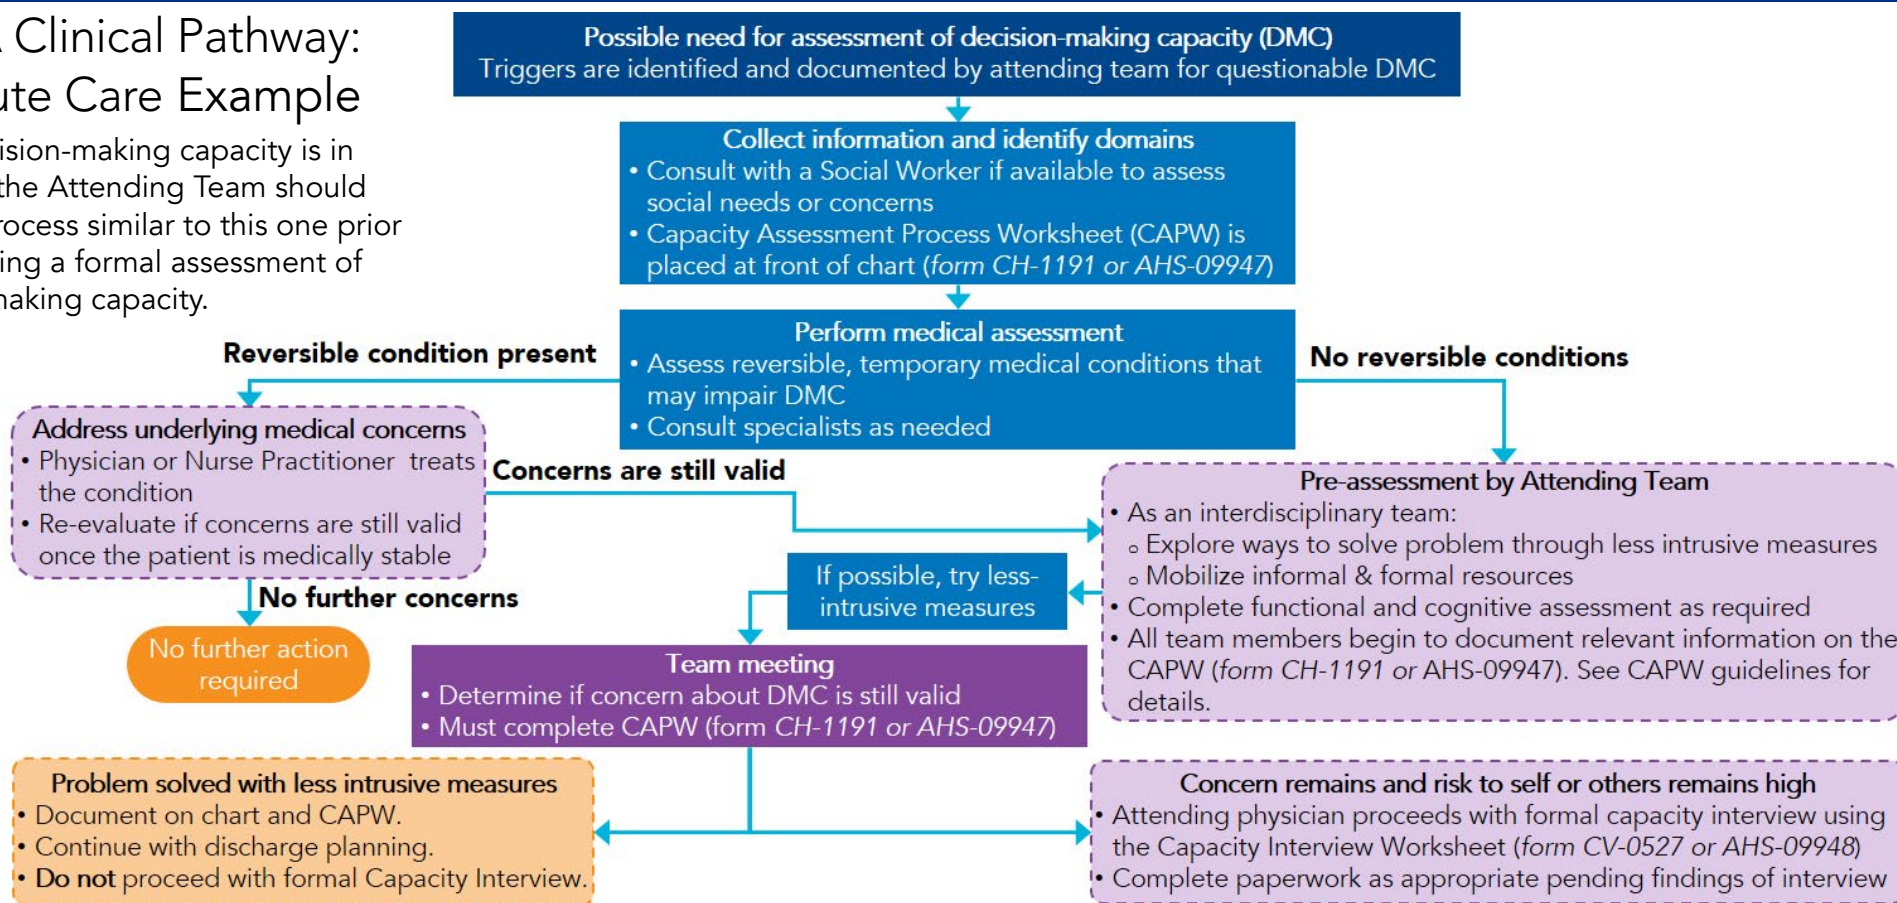 Clinical Pathway:
ute Care Example
ision-making capacity is in
the Attending Team should
rocess similar to this one prior
ing a formal assessment of
naking capacity.
Possible need for assessment of decision-making capacity (DMC)
Triggers are identified and documented by attending team for questionable DMC
Collect information and identify domains
• Consult with a Social Worker if available to assess
social needs or concerns
• Capacity Assessment Process Worksheet (CAPW) is
placed at front of chart (form CH-1191 or AHS-09947)
Perform medical assessment
• Assess reversible, temporary medical conditions that
may impair DMC
• Consult specialists as needed
Reversible condition present
No reversible conditions
Address underlying medical concerns
• Physician or Nurse Practitioner treats
the condition
• Re-evaluate if concerns are still valid
once the patient is medically stable
Concerns are still valid
No further concerns
No further action
required
Pre-assessment by Attending Team
• As an interdisciplinary team:
o Explore ways to solve problem through less intrusive measures
o Mobilize informal & formal resources
• Complete functional and cognitive assessment as required
• All team members begin to document relevant information on the
CAPW (form CH-1191 or AHS-09947). See CAPW guidelines for
details.
If possible, try less-
intrusive measures
Team meeting
• Determine if concern about DMC is still valid
• Must complete CAPW (form CH-1191 or AHS-09947)
Problem solved with less intrusive measures
• Document on chart and CAPW.
• Continue with discharge planning.
• Do not proceed with formal Capacity Interview.
Concern remains and risk to self or others remains high
• Attending physician proceeds with formal capacity interview using
the Capacity Interview Worksheet (form CV-0527 or AHS-09948)
• Complete paperwork as appropriate pending findings of interview